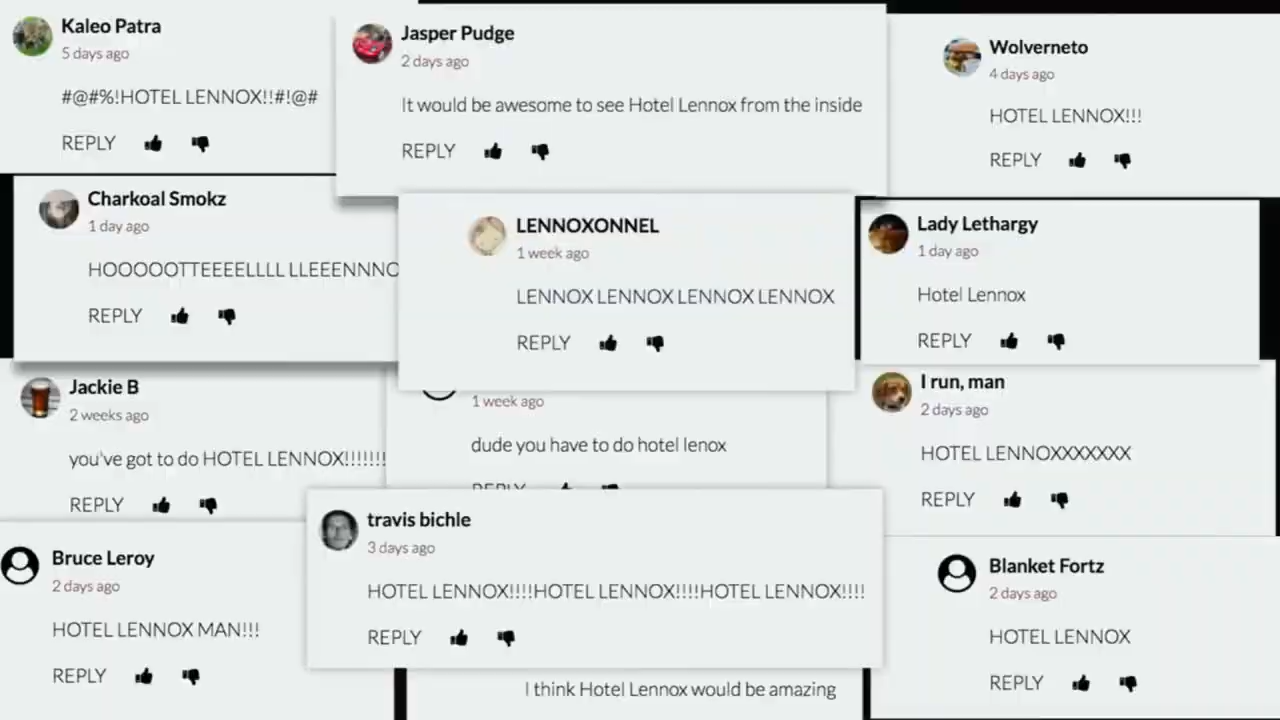 Kaleo Patra
5 days ago
#@#%!HOTEL LENNOX!!#!@#
REPLY
Jasper Pudge
2 days ago
It would be awesome to see Hotel Lennox from the inside
REPLY
Wolverneto
4 days ago
HOTEL LENNOX!!!
REPLY
Charkoal Smokz
1 day ago
HOOOOOTTEEEELLLL LLEEENNNO
REPLY
LENNOXONNEL
1 week ago
LENNOX LENNOX LENNOX LENNOX
REPLY
Lady Lethargy
1 day ago
Hotel Lennox
REPLY
Jackie B
2 weeks ago
you've got to do HOTEL LENNOX!!!!!!!
REPLY
1 week ago
dude you have to do hotel lenox
REPLY
I run, man
2 days ago
HOTEL LENNOXXXXXXX
REPLY
Bruce Leroy
2 days ago
HOTEL LENNOX MAN!!!
REPLY
travis bichle
3 days ago
HOTEL LENNOX!!!!HOTEL LENNOX!!!!HOTEL LENNOX!!!!
REPLY
I think Hotel Lennox would be amazing
Blanket Fortz
2 days ago
HOTEL LENNOX
REPLY